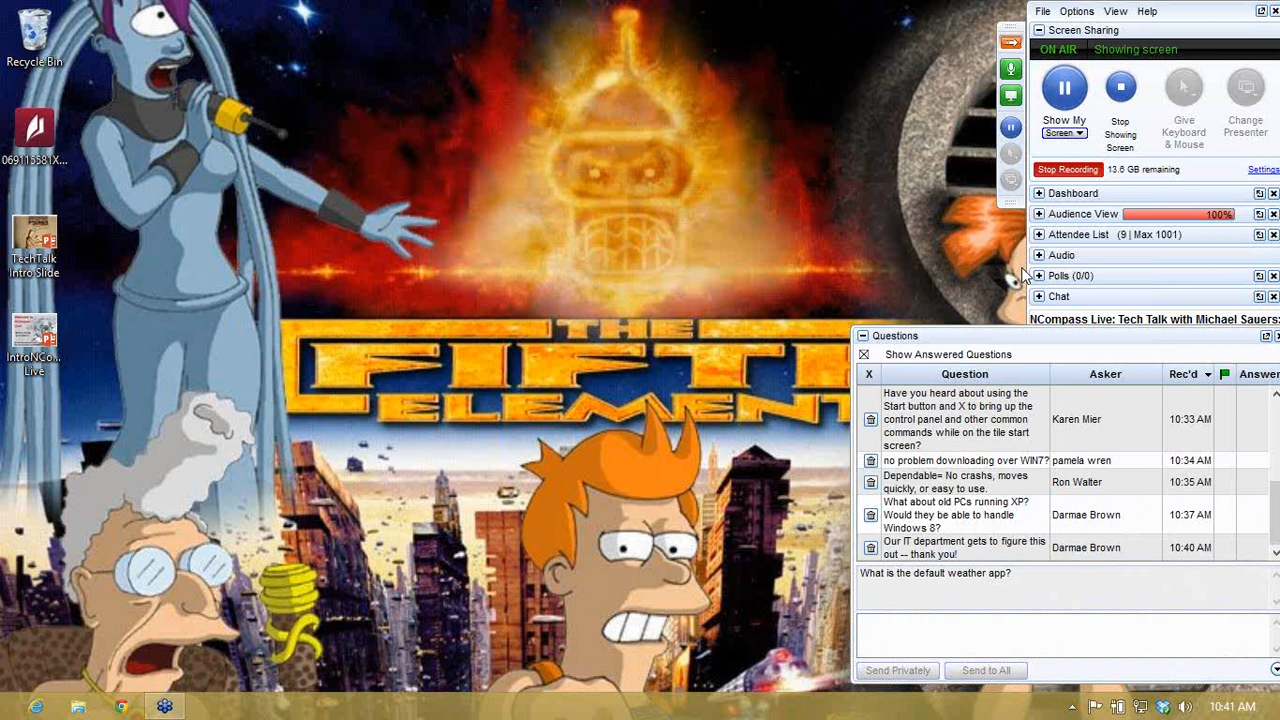 Recycle Bin
069113581X...
TechTalk
Intro Slide
IntroNCo...
Live
THE
FIFTH
ELEMENT
File Options View Help
Screen Sharing
ON AIR Showing screen
Show My
Screen
Stop
Showing
Screen
Give
Keyboard
& Mouse
Change
Presenter
Stop Recording 13.6 GB remaining Settings
Dashboard
Audience View 100%
Attendee List (9 | Max 1001)
Audio
Polls (0/0)
Chat
NCompass Live: Tech Talk with Michael Sauers
Questions
Show Answered Questions
X Question Asker Rec'd Answer
Have you heard about using the
Start button and X to bring up the
control panel and other common
commands while on the tile start
screen?
Karen Mier 10:33 AM
no problem downloading over WIN7? pamela wren 10:34 AM
Dependable= No crashes, moves
quickly, or easy to use.
Ron Walter 10:35 AM
What about old PCs running XP?
Would they be able to handle
Windows 8?
Darmae Brown 10:37 AM
Our IT department gets to figure this
out -- thank you!
Darmae Brown 10:40 AM
What is the default weather app?
Send Privately Send to All
10:41 AM